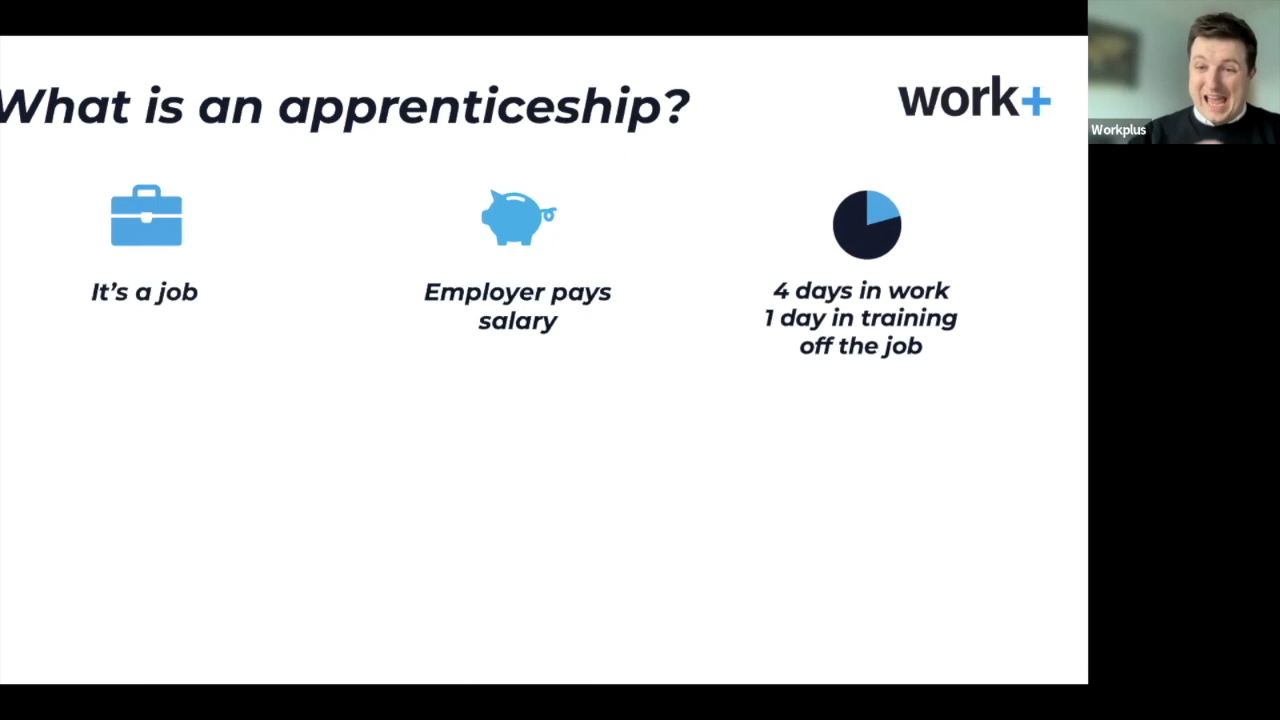 What is an apprenticeship?
work+
Workplus
It's a job
Employer pays
salary
4 days in work
1 day in training
off the job